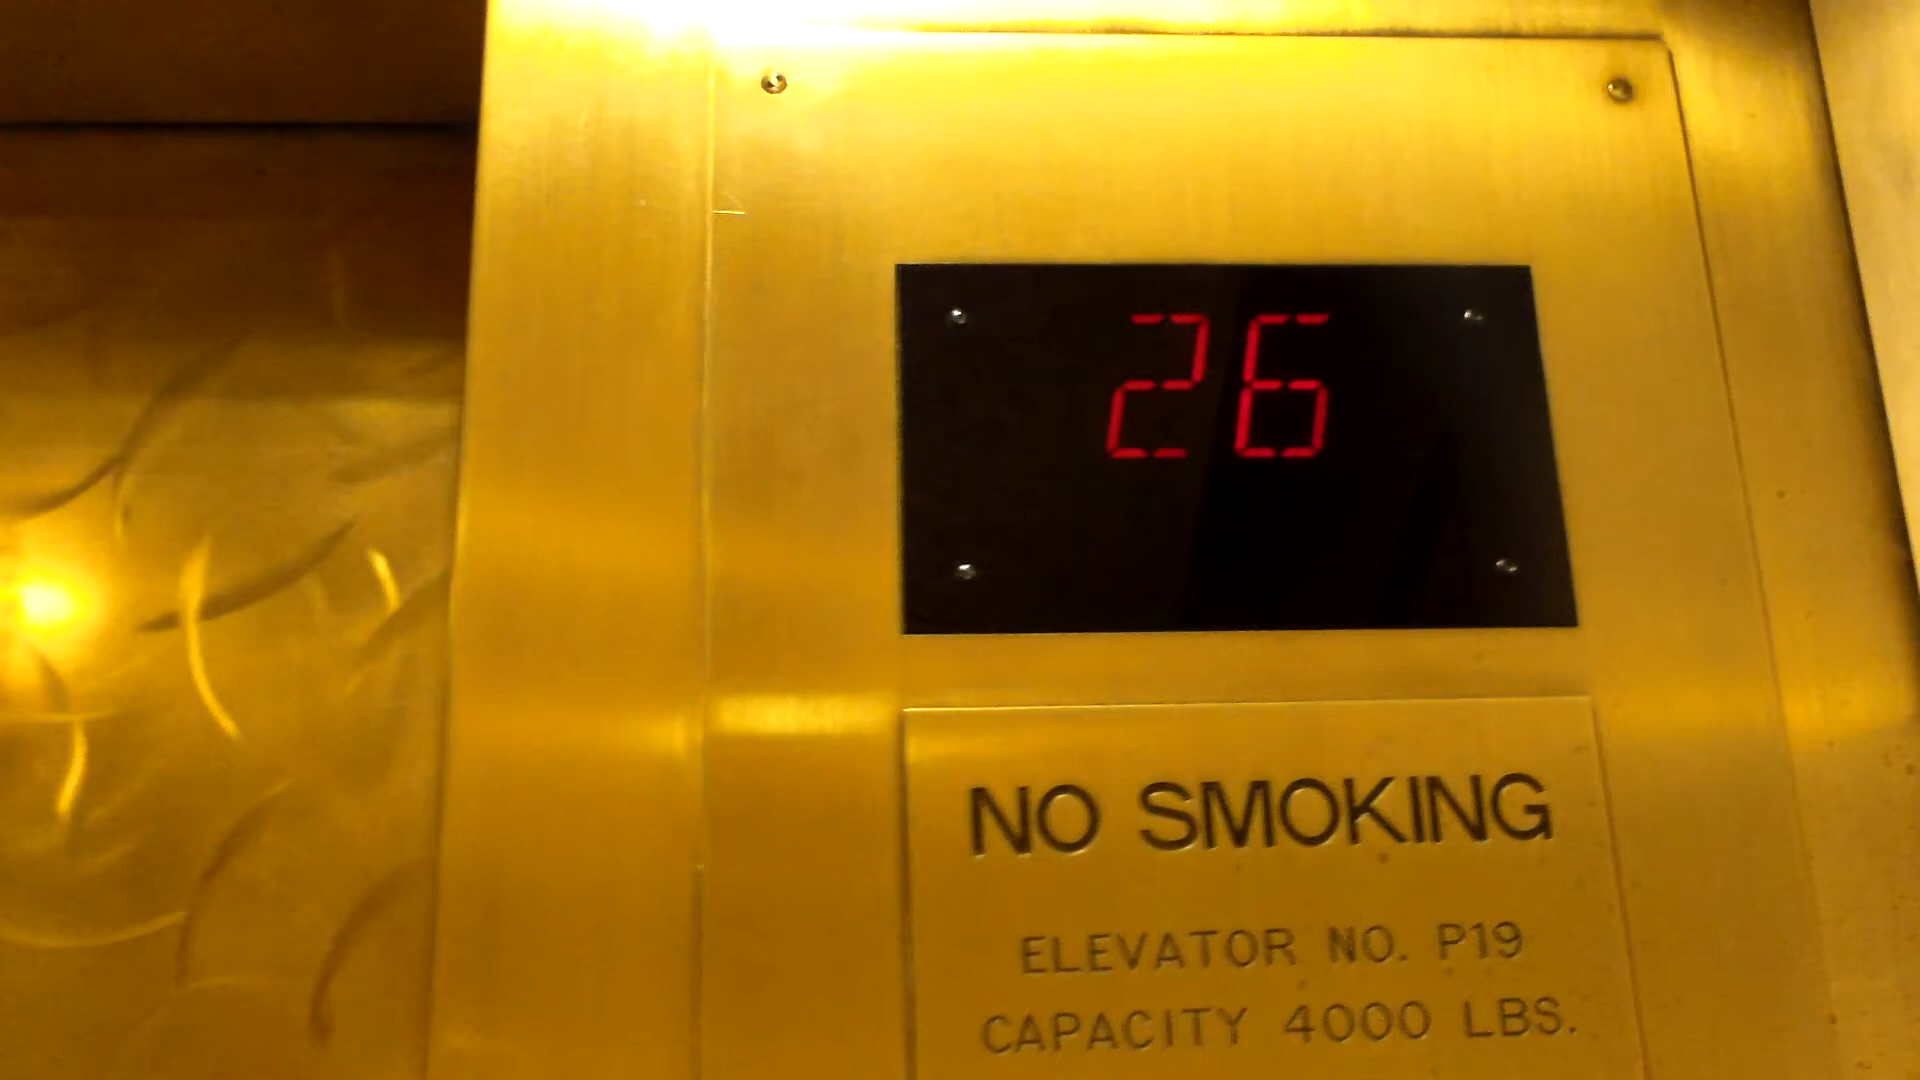 26
NO SMOKING
ELEVATOR NO. P19
CAPACITY 4000 LBS.